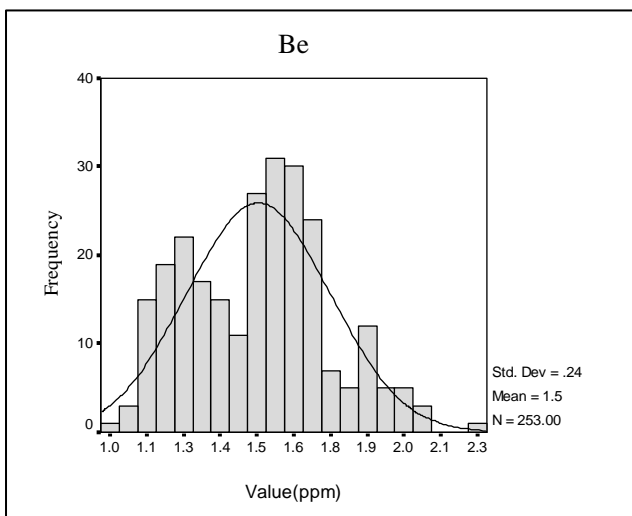 Be
40
30
20
10
0
Frequency
1.0 1.1 1.3 1.4 1.5 1.6 1.8 1.9 2.0 2.1 2.3
Value(ppm)
Std. Dev = .24
Mean = 1.5
N = 253.00